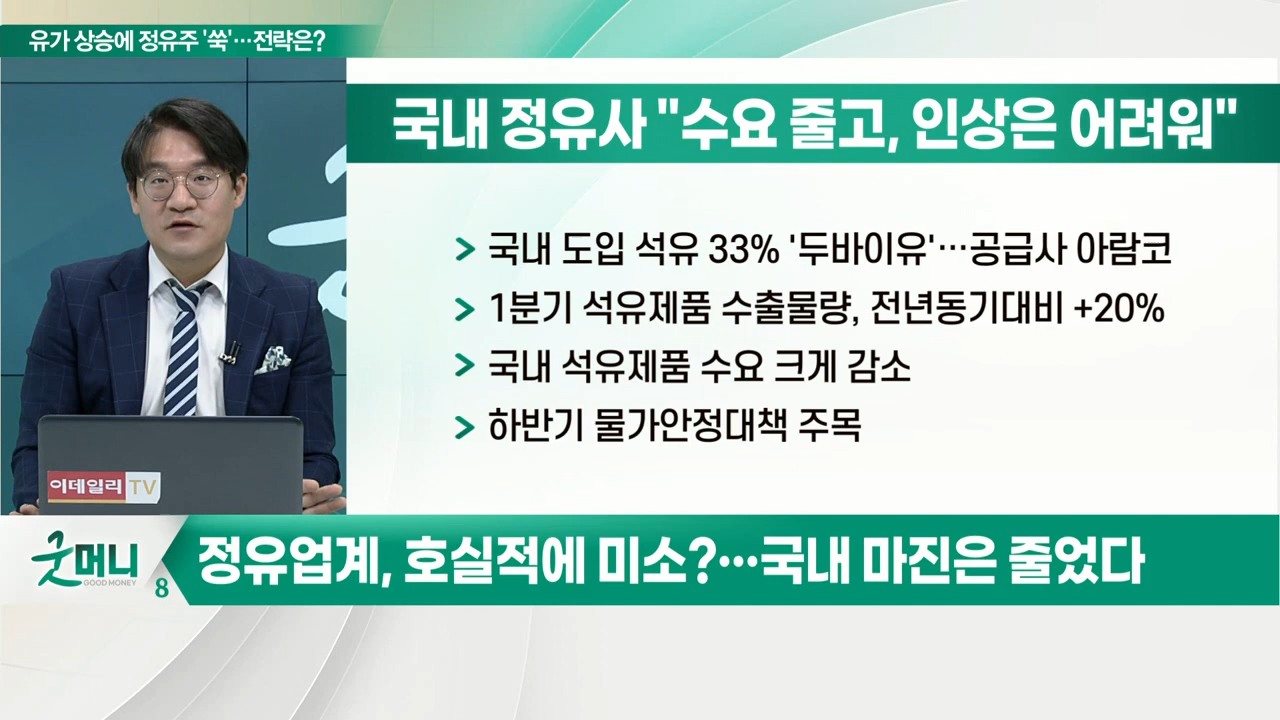 유가 상승에 정유주 '쑥'…전략은?
국내 정유사 "수요 줄고, 인상은 어려워"
> 국내 도입 석유 33% '두바이유'…공급사 아람코
> 1분기 석유제품 수출물량, 전년동기대비 +20%
> 국내 석유제품 수요 크게 감소
> 하반기 물가안정대책 주목
이데일리 TV
굿머니
GOOD MONEY
8
정유업계, 호실적에 미소?…국내 마진은 줄었다